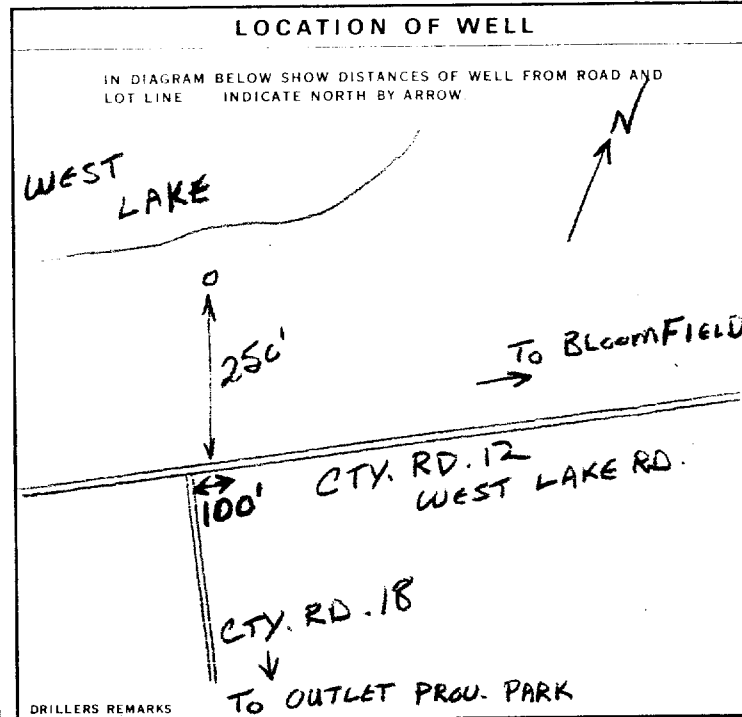 LOCATION OF WELL
IN DIAGRAM BELOW SHOW DISTANCES OF WELL FROM ROAD AND
LOT LINE INDICATE NORTH BY ARROW.
N
WEST
LAKE
250'
TO BLOOMFIELD
CTY. RD. 12
WEST LAKE RD.
100'
CTY. RD. 18
TO OUTLET PROV. PARK
DRILLERS REMARKS